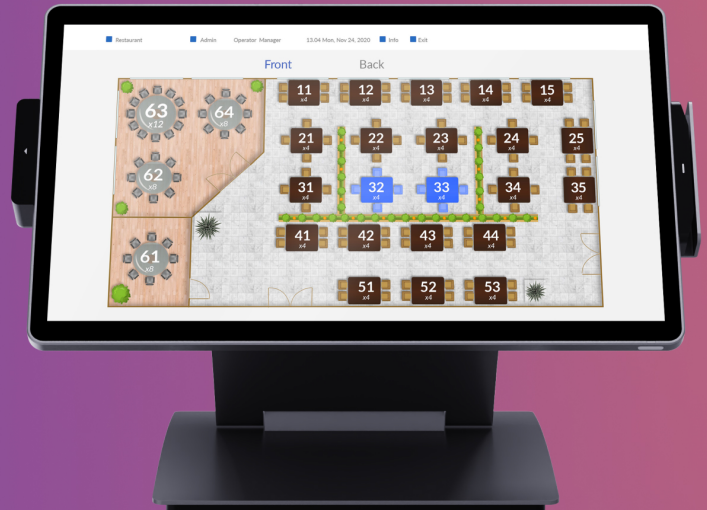 Restaurant Admin Operator Manager 13:04 Mon, Nov 24, 2020 Info Exit
Front Back
11 12 13 14 15
x4 x4 x4 x4 x4
63 64
x12 x8
21 22 23 24 25
x4 x4 x4 x4 x4
62
x8
31 32 33 34 35
x4 x4 x4 x4 x4
41 42 43 44
x4 x4 x4 x4
61
x8
51 52 53
x4 x4 x4